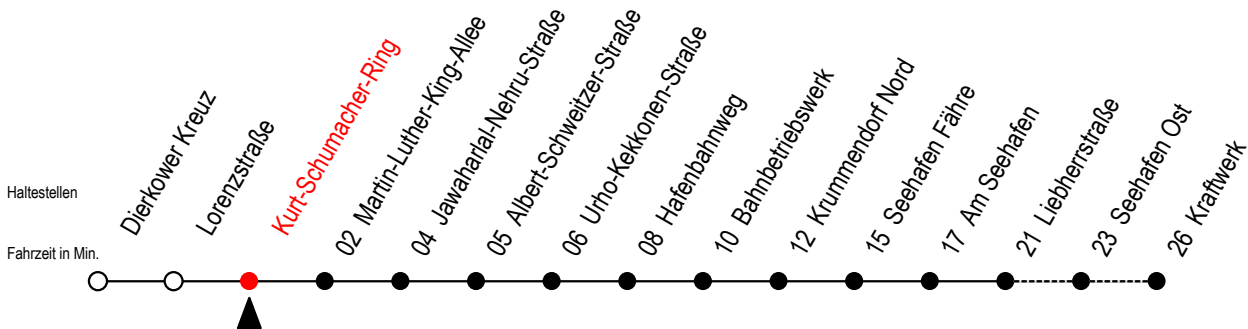 Haltestellen
Fahrzeit in Min.
Dierkower Kreuz
Lorenzstraße
Kurt-Schumacher-Ring
02 Martin-Luther-King-Allee
04 Jawaharlal-Nehru-Straße
05 Albert-Schweitzer-Straße
06 Urho-Kekkonen-Straße
08 Hafenbahnweg
10 Bahnbetriebswerk
12 Krummendorf Nord
15 Seehafen Fähre
17 Am Seehafen
21 Liebherrstraße
23 Seehafen Ost
26 Kraftwerk